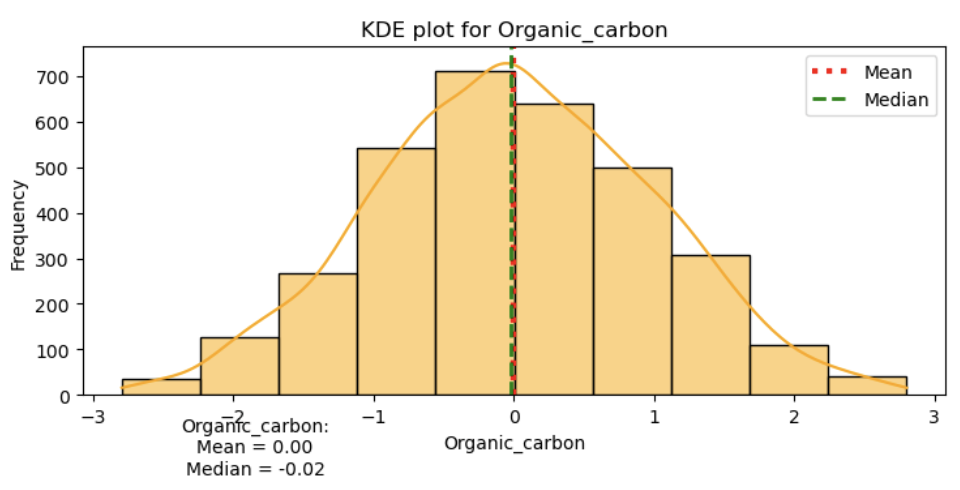 KDE plot for Organic_carbon
Mean
Median
700
600
500
400
300
200
100
0
Frequency
−3
−2
−1
0
1
2
3
Organic_carbon
Organic_carbon:
Mean = 0.00
Median = -0.02